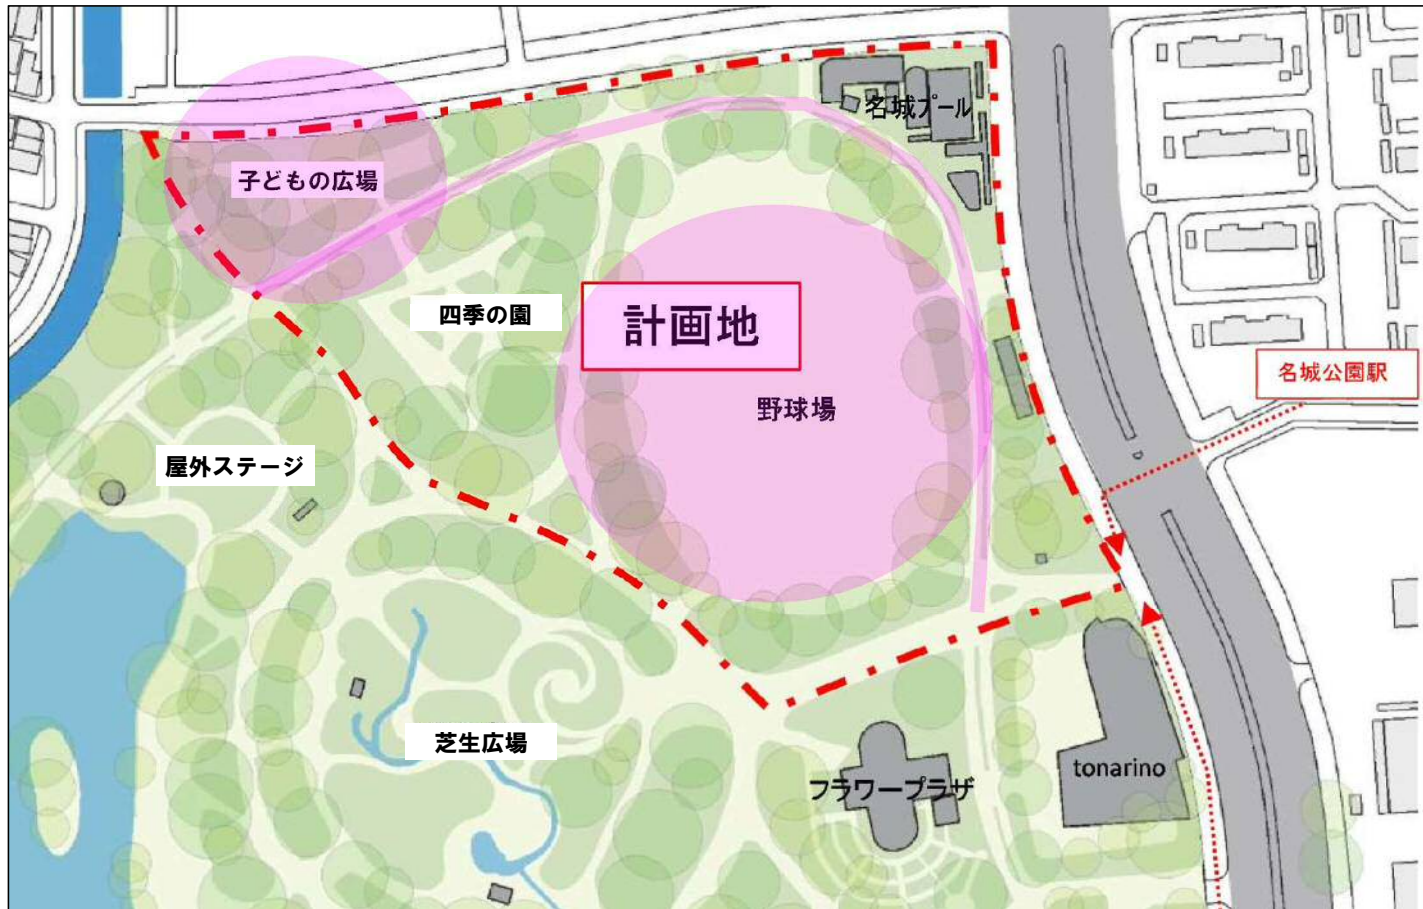 名城プール
子どもの広場
四季の園
計画地
名城公園駅
野球場
屋外ステージ
芝生広場
tonarino
フラワープラザ